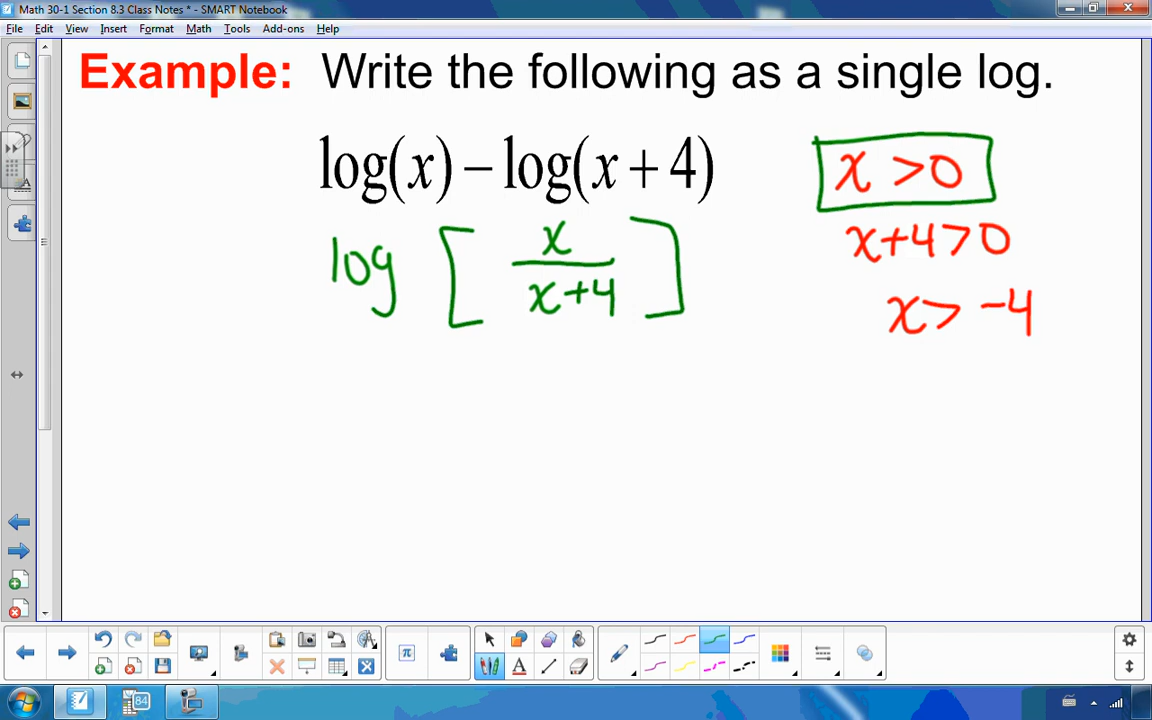 Math 30-1 Section 8.3 Class Notes * - SMART Notebook
File Edit View Insert Format Math Tools Add-ons Help
Example: Write the following as a single log.
log(x) − log(x + 4)
x > 0
log [ x / x+4 ]
x+4 > 0
x > -4
A
π
A
84